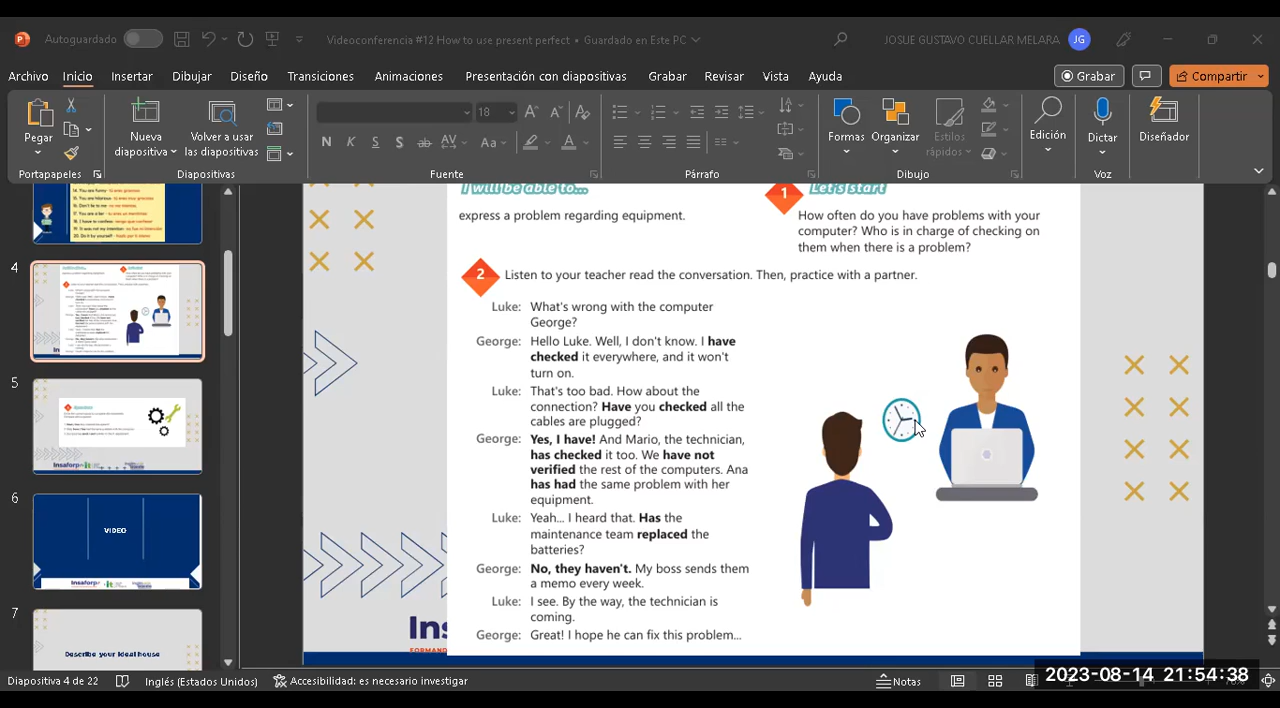 Autoguardado
Videoconferencia #12 How to use present perfect • Guardado en Este PC
JOSUE GUSTAVO CUELLAR MELARA JG
Archivo Inicio Insertar Dibujar Diseño Transiciones Animaciones Presentación con diapositivas Grabar Revisar Vista Ayuda
Grabar Compartir
Pegar
Nueva diapositiva
Volver a usar las diapositivas
18
N K S S ab AV Aa A
Formas Organizar Estilos rápidos
Edición
Dictar
Diseñador
Portapapeles Diapositivas Fuente Párrafo Dibujo Voz
14. You are funny
4
5
6
VIDEO
7
Describe your ideal house
I will be able to...
express a problem regarding equipment.
1 Let's start
How often do you have problems with your
computer? Who is in charge of checking on
them when there is a problem?
2 Listen to your teacher read the conversation. Then, practice with a partner.
Luke: What's wrong with the computer
George?
George: Hello Luke. Well, I don't know. I have
checked it everywhere, and it won't
turn on.
Luke: That's too bad. How about the
connection? Have you checked all the
cables are plugged?
George: Yes, I have! And Mario, the technician,
has checked it too. We have not
verified the rest of the computers. Ana
has had the same problem with her
equipment.
Luke: Yeah... I heard that. Has the
maintenance team replaced the
batteries?
George: No, they haven't. My boss sends them
a memo every week.
Luke: I see. By the way, the technician is
coming.
George: Great! I hope he can fix this problem...
Ins
FORMAND
Diapositiva 4 de 22 Inglés (Estados Unidos) Accesibilidad: es necesario investigar
Notas
2023-08-14 21:54:38